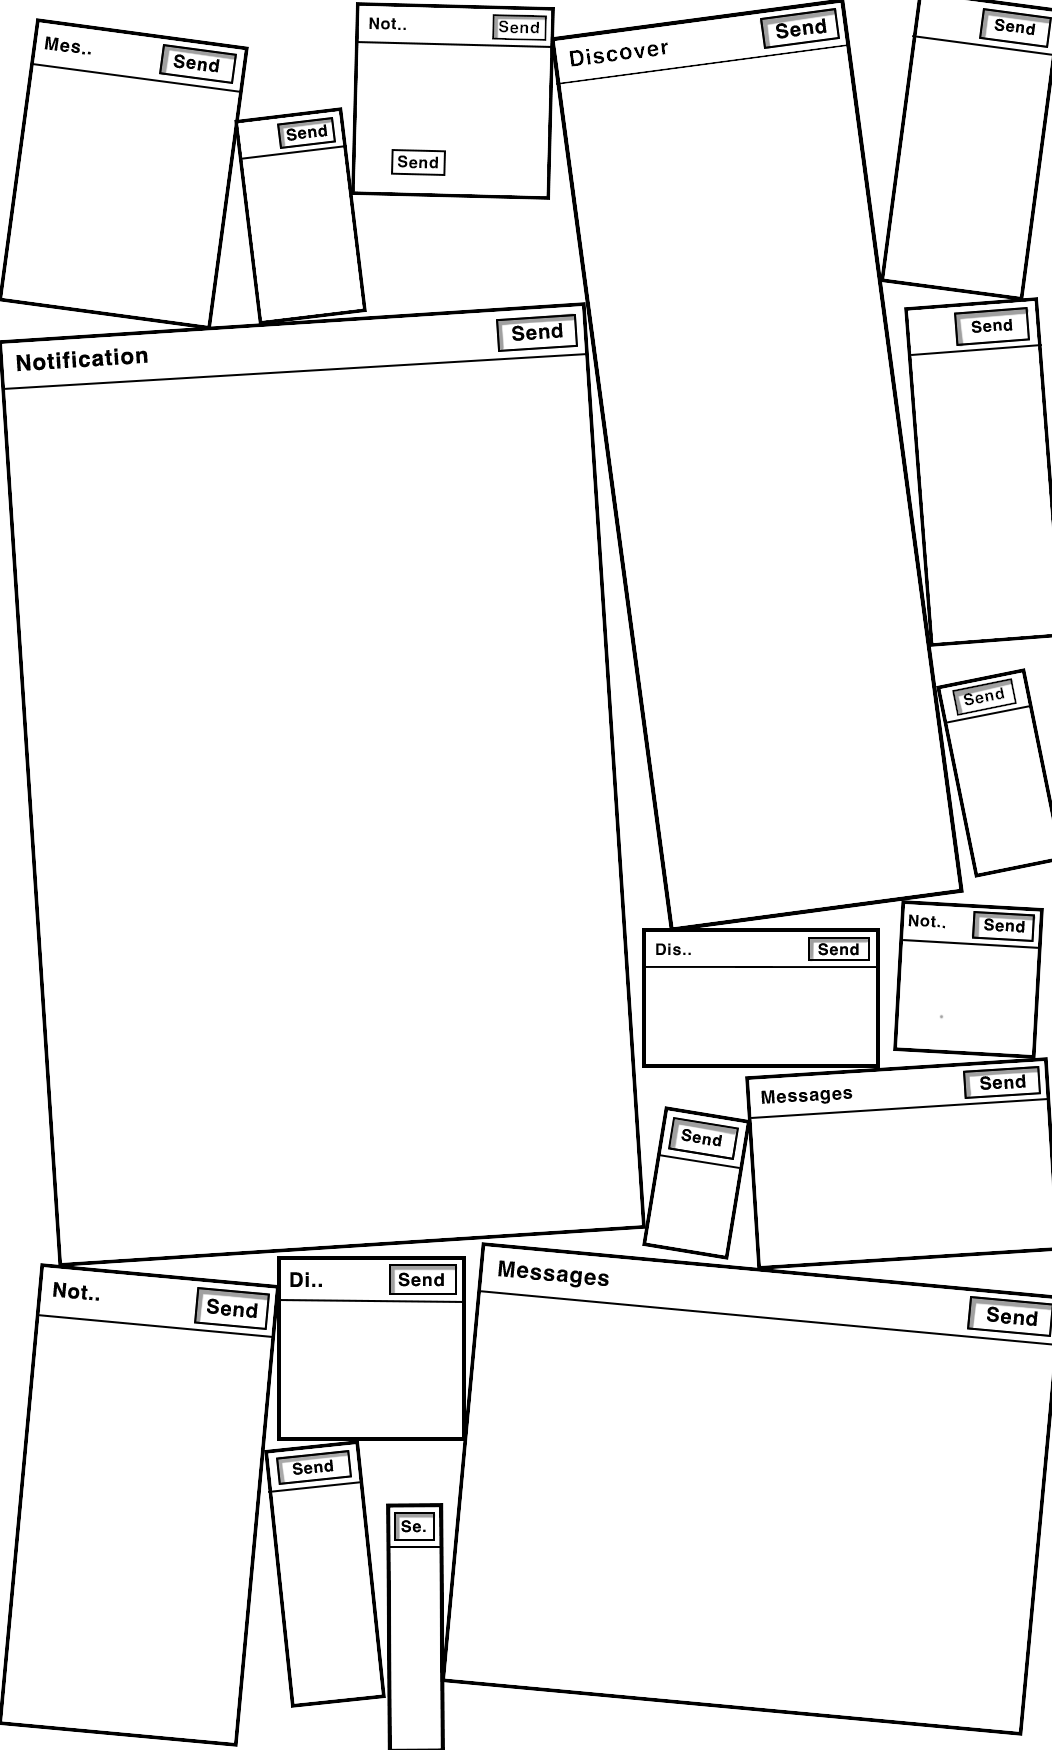 Mes.. Send
Send
Not.. Send
Send
Discover Send
Send
Notification Send
Send
Send
Not.. Send
Dis.. Send
Messages Send
Send
Not.. Send
Di.. Send
Messages Send
Send
Se.